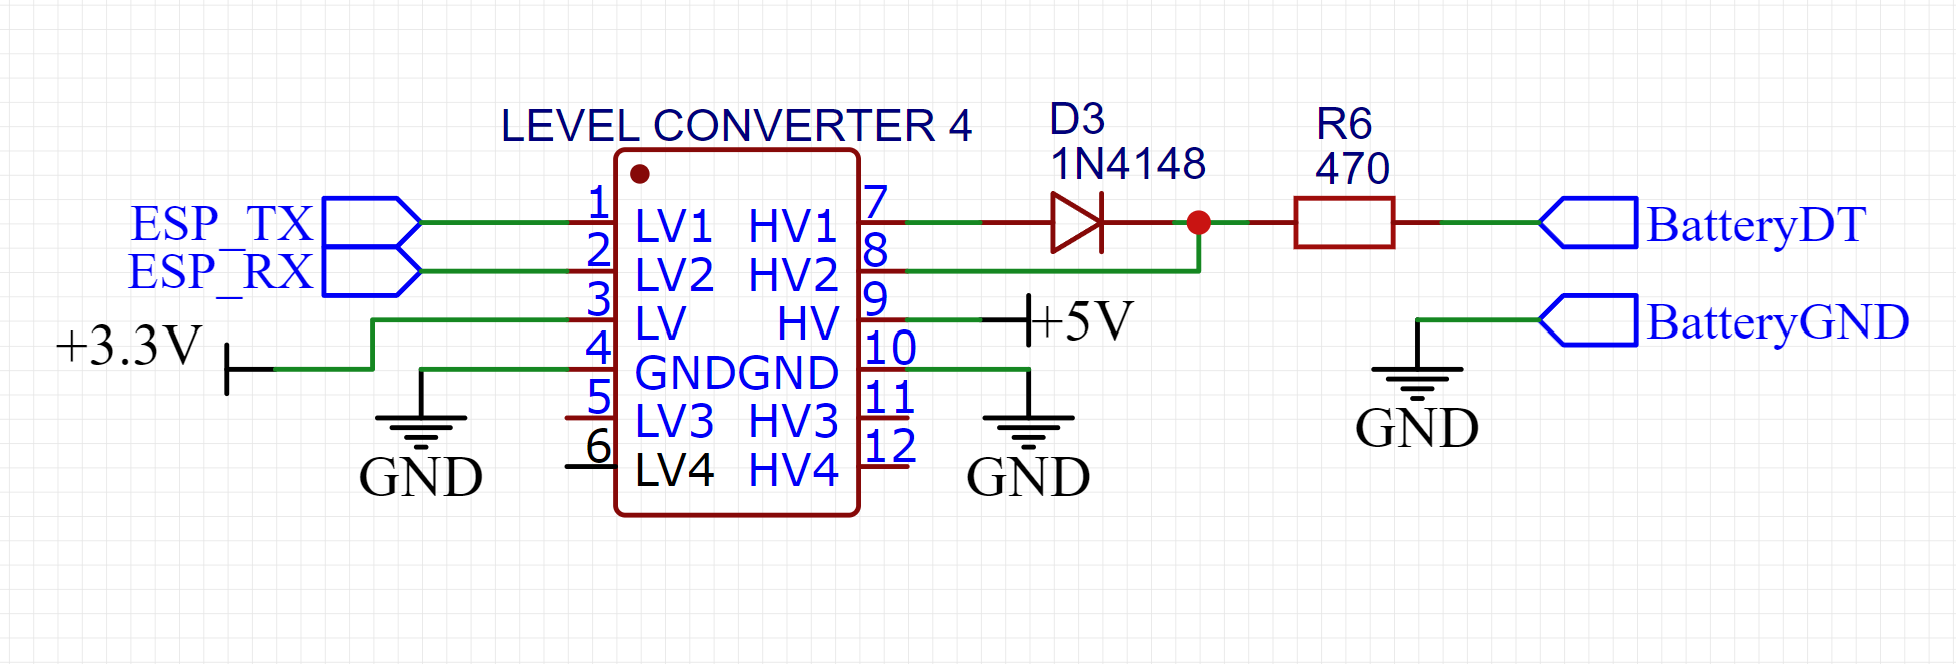 LEVEL CONVERTER 4
D3
1N4148
R6
470
ESP_TX
ESP_RX
+3.3V
GND
1
2
3
4
5
6
LV1 HV1
LV2 HV2
LV HV
GND GND
LV3 HV3
LV4 HV4
7
8
9
10
11
12
+5V
GND
BatteryDT
BatteryGND
GND